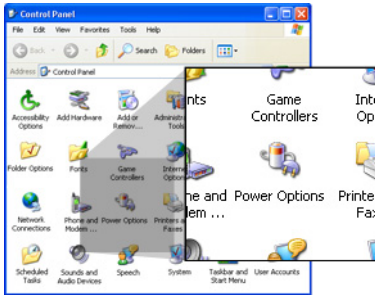 Control Panel
File Edit View Favorites Tools Help
Back Search Folders
Address Control Panel
Accessibility Options
Add Hardware
Add or Remov...
Administr
Tools
Folder Options
Fonts
Game Controllers
Internet
Options
Network Connections
Phone and Modem ...
Power Options
Printers a
Faxes
Scheduled Tasks
Sounds and Audio Devices
Speech
System
Taskbar and Start Menu
User Accounts
nts
Game
Controllers
Inte
Op
ne and
dem ...
Power Options
Printe
Fax